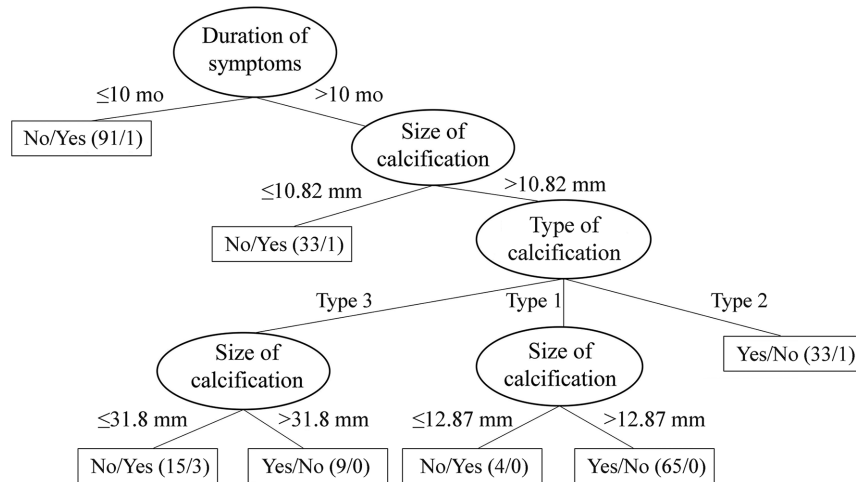 Duration of
symptoms
≤10 mo
>10 mo
No/Yes (91/1)
Size of
calcification
≤10.82 mm
>10.82 mm
No/Yes (33/1)
Type of
calcification
Type 3
Type 1
Type 2
Size of
calcification
Size of
calcification
Yes/No (33/1)
≤31.8 mm
>31.8 mm
≤12.87 mm
>12.87 mm
No/Yes (15/3)
Yes/No (9/0)
No/Yes (4/0)
Yes/No (65/0)